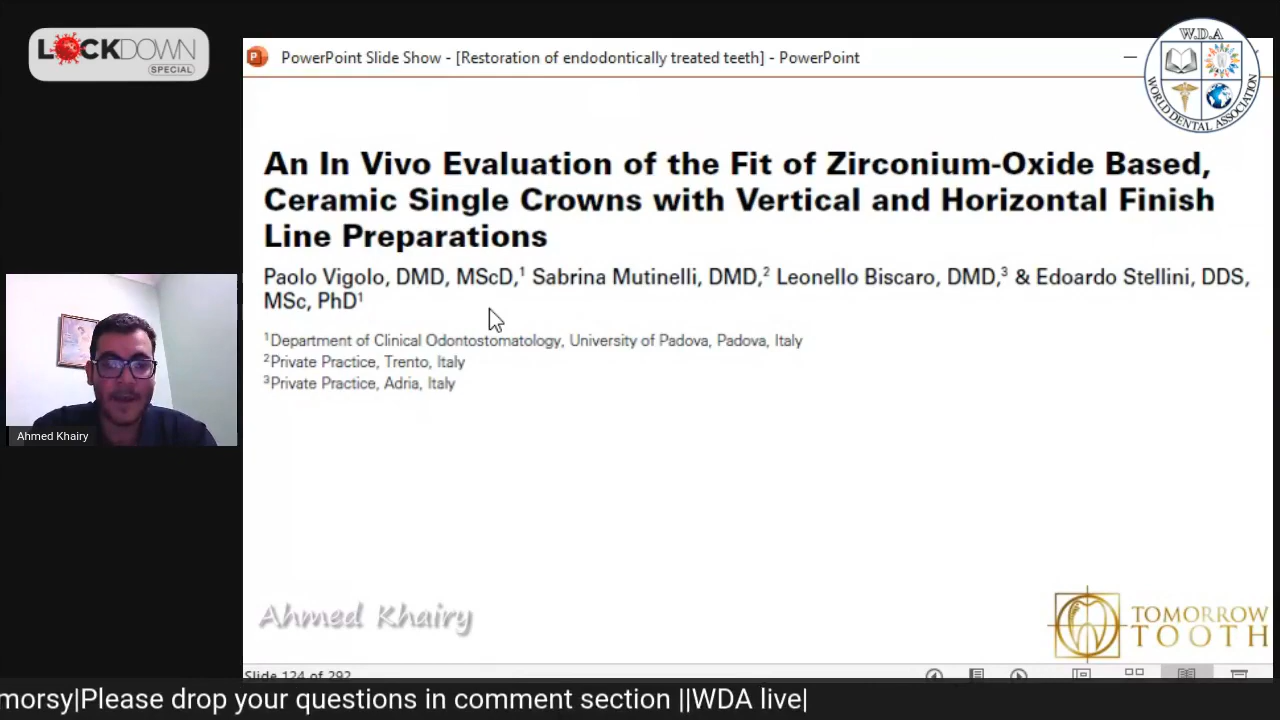 LOCKDOWN
SPECIAL
PowerPoint Slide Show - [Restoration of endodontically treated teeth] - PowerPoint
W.D.A
WORLD DENTAL ASSOCIATION
An In Vivo Evaluation of the Fit of Zirconium-Oxide Based,
Ceramic Single Crowns with Vertical and Horizontal Finish
Line Preparations
Paolo Vigolo, DMD, MScD,¹ Sabrina Mutinelli, DMD,² Leonello Biscaro, DMD,³ & Edoardo Stellini, DDS,
MSc, PhD¹
¹Department of Clinical Odontostomatology, University of Padova, Padova, Italy
²Private Practice, Trento, Italy
³Private Practice, Adria, Italy
Ahmed Khairy
Ahmed Khairy
TOMORROW
TOOTH
Slide 124 of 292
morsy|Please drop your questions in comment section ||WDA live|